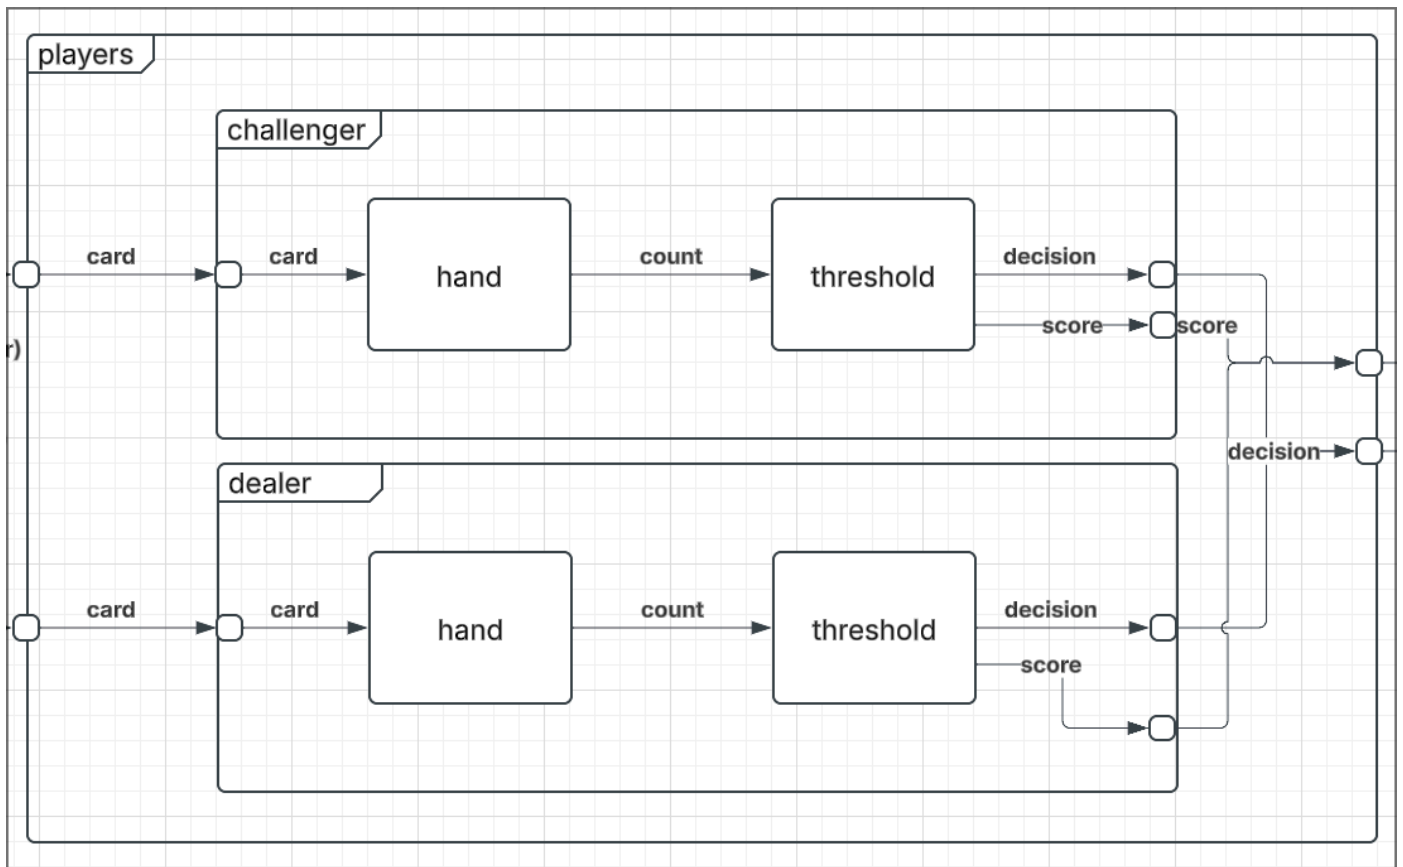 players
challenger
card
card
hand
count
threshold
decision
score
score
r)
decision
dealer
card
card
hand
count
threshold
decision
score